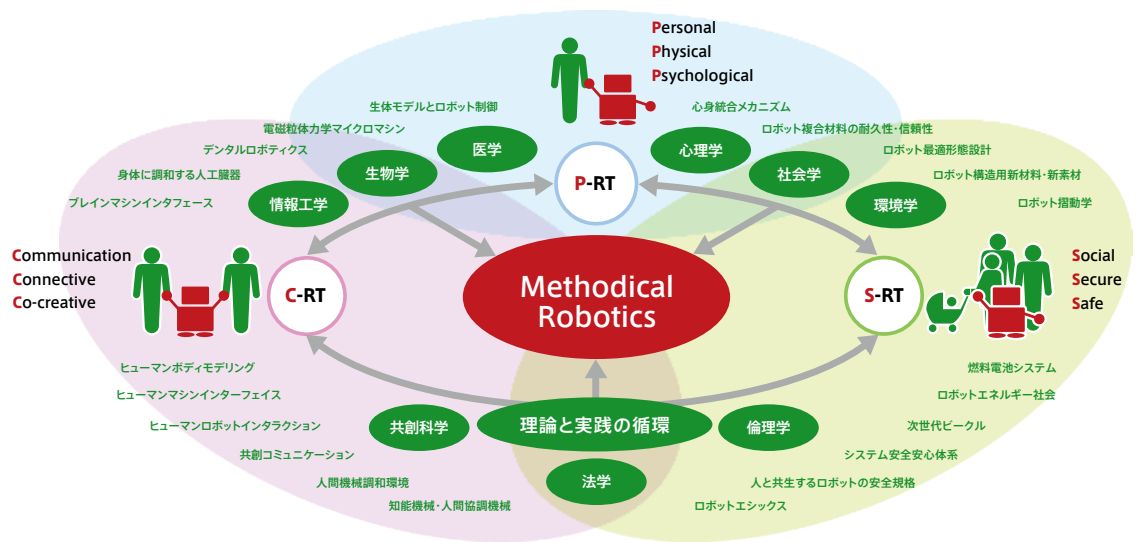 Personal
Physical
Psychological
生体モデルとロボット制御
心身統合メカニズム
電磁粒体力学マイクロマシン
ロボット複合材料の耐久性・信頼性
デンタルロボティクス
医学
心理学
ロボット最適形態設計
身体に調和する人工臓器
生物学
P-RT
社会学
ロボット構造用新材料・新素材
ブレインマシンインタフェース
情報工学
環境学
ロボット摺動学
Communication
Connective
Co-creative
C-RT
Methodical
Robotics
S-RT
Social
Secure
Safe
ヒューマンボディモデリング
燃料電池システム
ヒューマンマシンインターフェイス
ロボットエネルギー社会
ヒューマンロボットインタラクション
共創科学
理論と実践の循環
倫理学
次世代ビークル
共創コミュニケーション
システム安全安心体系
人間機械調和環境
法学
人と共生するロボットの安全規格
知能機械・人間協調機械
ロボットエシックス